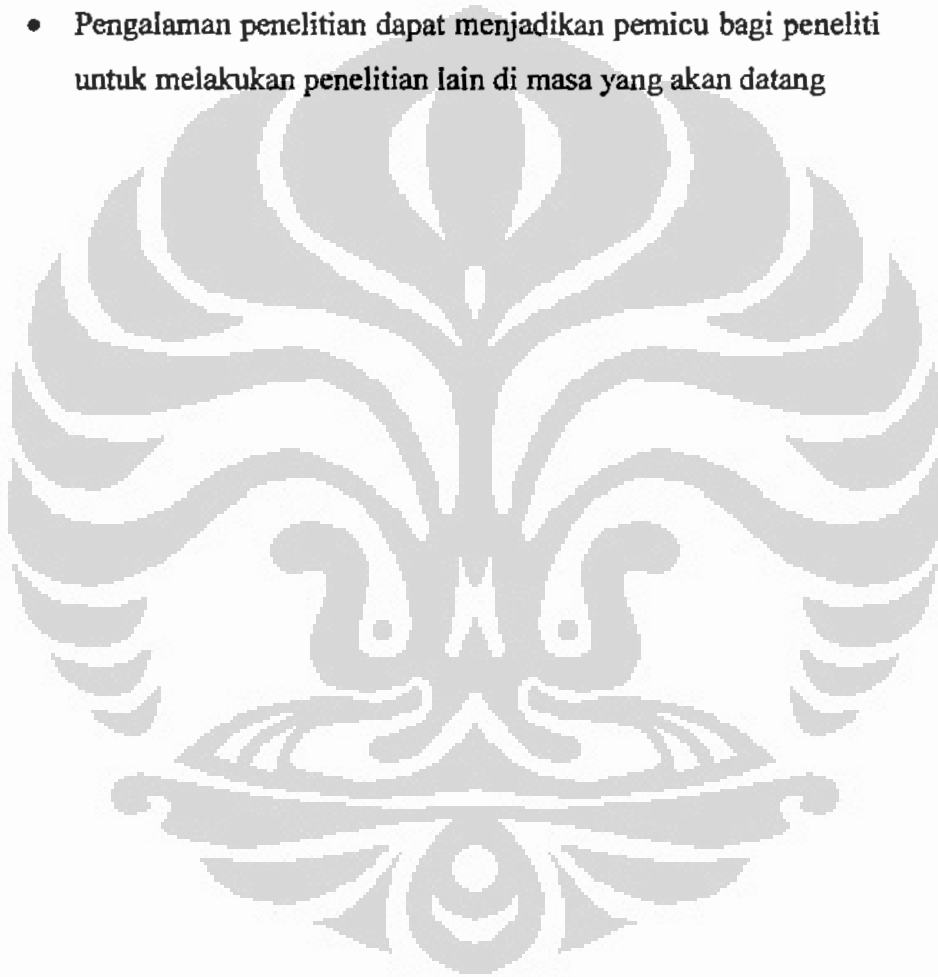 • Pengalaman penelitian dapat menjadikan pemicu bagi peneliti
untuk melakukan penelitian lain di masa yang akan datang